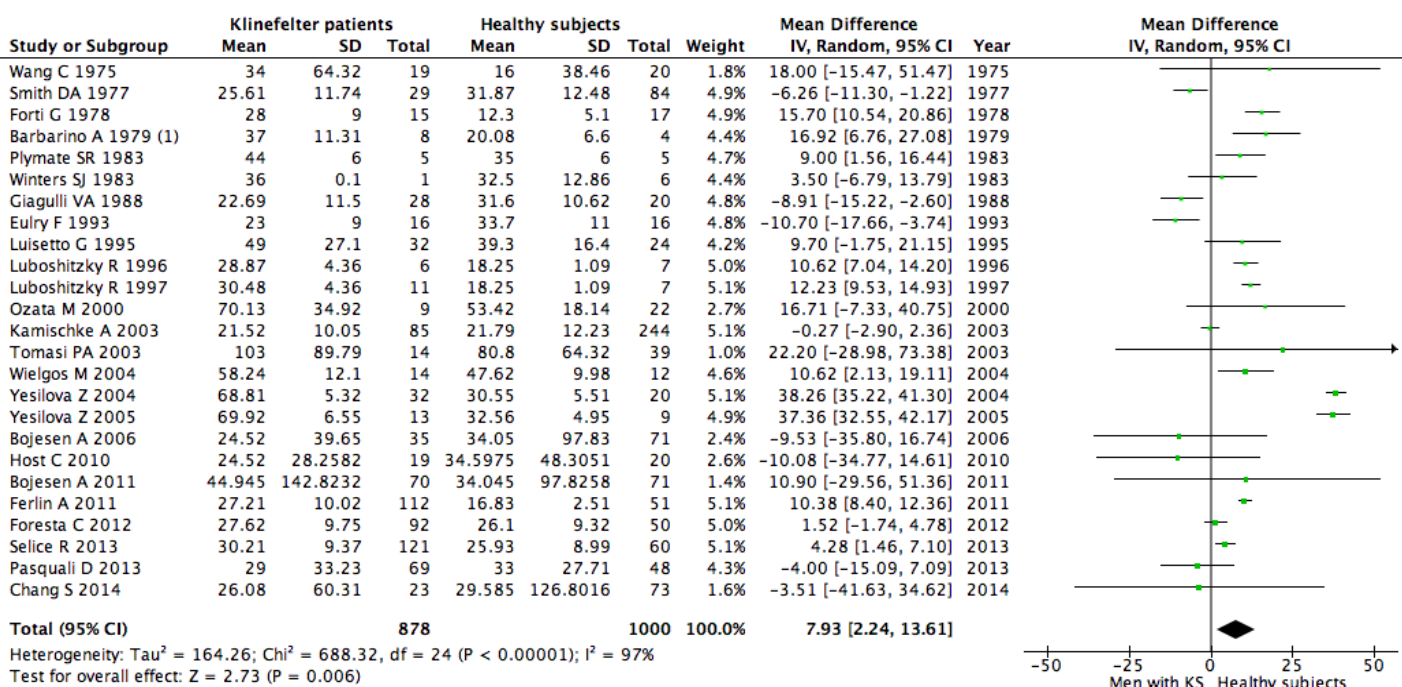 Klinefelter patients Healthy subjects Mean Difference Mean Difference
Study or Subgroup Mean SD Total Mean SD Total Weight IV, Random, 95% CI Year IV, Random, 95% CI
Wang C 1975 34 64.32 19 16 38.46 20 1.8% 18.00 [-15.47, 51.47] 1975
Smith DA 1977 25.61 11.74 29 31.87 12.48 84 4.9% -6.26 [-11.30, -1.22] 1977
Forti G 1978 28 9 15 12.3 5.1 17 4.9% 15.70 [10.54, 20.86] 1978
Barbarino A 1979 (1) 37 11.31 8 20.08 6.6 4 4.4% 16.92 [6.76, 27.08] 1979
Plymate SR 1983 44 6 5 35 6 5 4.7% 9.00 [1.56, 16.44] 1983
Winters SJ 1983 36 0.1 1 32.5 12.86 6 4.4% 3.50 [-6.79, 13.79] 1983
Giagulli VA 1988 22.69 11.5 28 31.6 10.62 20 4.8% -8.91 [-15.22, -2.60] 1988
Eulry F 1993 23 9 16 33.7 11 16 4.8% -10.70 [-17.66, -3.74] 1993
Luisetto G 1995 49 27.1 32 39.3 16.4 24 4.2% 9.70 [-1.75, 21.15] 1995
Luboshitzky R 1996 28.87 4.36 6 18.25 1.09 7 5.0% 10.62 [7.04, 14.20] 1996
Luboshitzky R 1997 30.48 4.36 11 18.25 1.09 7 5.1% 12.23 [9.53, 14.93] 1997
Ozata M 2000 70.13 34.92 9 53.42 18.14 22 2.7% 16.71 [-7.33, 40.75] 2000
Kamischke A 2003 21.52 10.05 85 21.79 12.23 244 5.1% -0.27 [-2.90, 2.36] 2003
Tomasi PA 2003 103 89.79 14 80.8 64.32 39 1.0% 22.20 [-28.98, 73.38] 2003
Wielgos M 2004 58.24 12.1 14 47.62 9.98 12 4.6% 10.62 [2.13, 19.11] 2004
Yesilova Z 2004 68.81 5.32 32 30.55 5.51 20 5.1% 38.26 [35.22, 41.30] 2004
Yesilova Z 2005 69.92 6.55 13 32.56 4.95 9 4.9% 37.36 [32.55, 42.17] 2005
Bojesen A 2006 24.52 39.65 35 34.05 97.83 71 2.4% -9.53 [-35.80, 16.74] 2006
Host C 2010 24.52 28.2582 19 34.5975 48.3051 20 2.6% -10.08 [-34.77, 14.61] 2010
Bojesen A 2011 44.945 142.8232 70 34.045 97.8258 71 1.4% 10.90 [-29.56, 51.36] 2011
Ferlin A 2011 27.21 10.02 112 16.83 2.51 51 5.1% 10.38 [8.40, 12.36] 2011
Foresta C 2012 27.62 9.75 92 26.1 9.32 50 5.0% 1.52 [-1.74, 4.78] 2012
Selice R 2013 30.21 9.37 121 25.93 8.99 60 5.1% 4.28 [1.46, 7.10] 2013
Pasquali D 2013 29 33.23 69 33 27.71 48 4.3% -4.00 [-15.09, 7.09] 2013
Chang S 2014 26.08 60.31 23 29.585 126.8016 73 1.6% -3.51 [-41.63, 34.62] 2014
Total (95% CI) 878 1000 100.0% 7.93 [2.24, 13.61]
Heterogeneity: Tau² = 164.26; Chi² = 688.32, df = 24 (P < 0.00001); I² = 97%
Test for overall effect: Z = 2.73 (P = 0.006)
-50 -25 0 25 50
Men with KS Healthy subjects